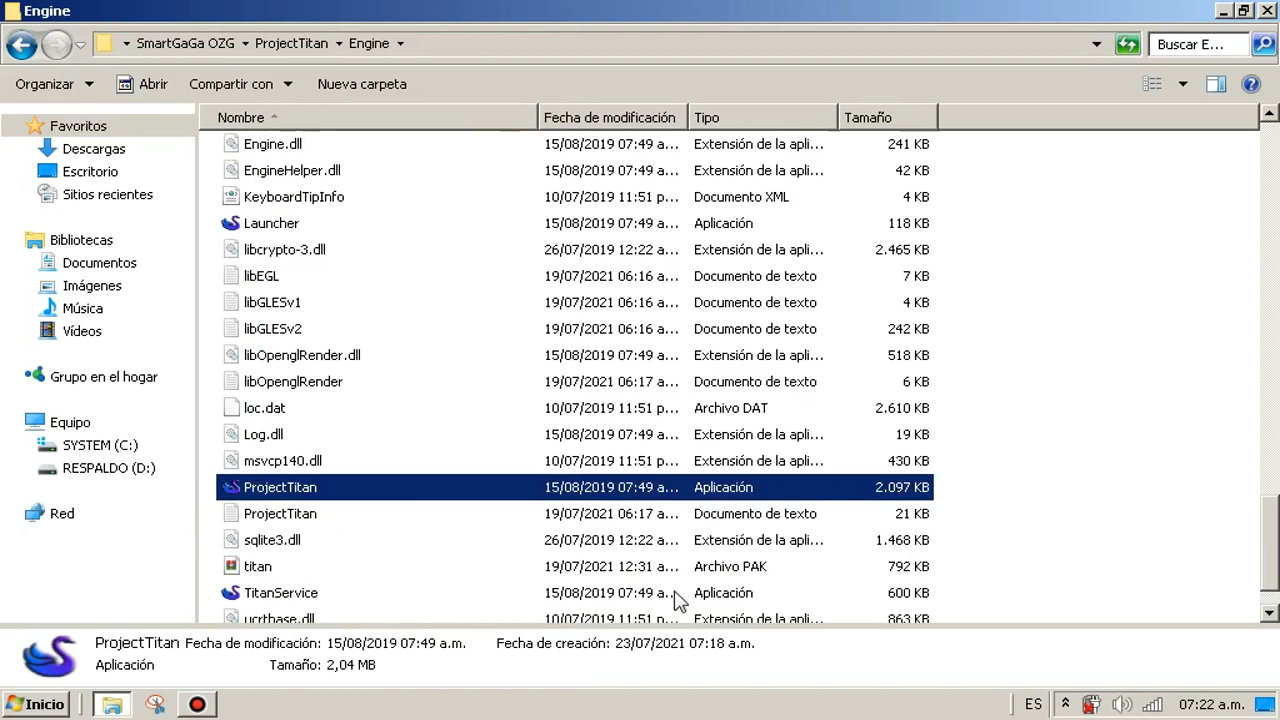 Engine
SmartGaGa OZG ProjectTitan Engine Buscar E...
Organizar Abrir Compartir con Nueva carpeta
Nombre Fecha de modificación Tipo Tamaño
Favoritos
Descargas
Escritorio
Sitios recientes
Bibliotecas
Documentos
Imágenes
Música
Vídeos
Grupo en el hogar
Equipo
SYSTEM (C:)
RESPALDO (D:)
Red
Engine.dll 15/08/2019 07:49 a... Extensión de la apli... 241 KB
EngineHelper.dll 15/08/2019 07:49 a... Extensión de la apli... 42 KB
KeyboardTipInfo 10/07/2019 11:51 p... Documento XML 4 KB
Launcher 15/08/2019 07:49 a... Aplicación 118 KB
libcrypto-3.dll 26/07/2019 12:22 a... Extensión de la apli... 2.465 KB
libEGL 19/07/2021 06:16 a... Documento de texto 7 KB
libGLESv1 19/07/2021 06:16 a... Documento de texto 4 KB
libGLESv2 19/07/2021 06:16 a... Documento de texto 242 KB
libOpenglRender.dll 15/08/2019 07:49 a... Extensión de la apli... 518 KB
libOpenglRender 19/07/2021 06:17 a... Documento de texto 6 KB
loc.dat 10/07/2019 11:51 p... Archivo DAT 2.610 KB
Log.dll 15/08/2019 07:49 a... Extensión de la apli... 19 KB
msvcp140.dll 10/07/2019 11:51 p... Extensión de la apli... 430 KB
ProjectTitan 15/08/2019 07:49 a... Aplicación 2.097 KB
ProjectTitan 19/07/2021 06:17 a... Documento de texto 21 KB
sqlite3.dll 26/07/2019 12:22 a... Extensión de la apli... 1.468 KB
titan 19/07/2021 12:31 a... Archivo PAK 792 KB
TitanService 15/08/2019 07:49 a... Aplicación 600 KB
ucrtbase.dll 10/07/2019 11:51 p... Extensión de la apli... 863 KB
ProjectTitan Fecha de modificación: 15/08/2019 07:49 a.m. Fecha de creación: 23/07/2021 07:18 a.m.
Aplicación Tamaño: 2,04 MB
Inicio ES 07:22 a.m.